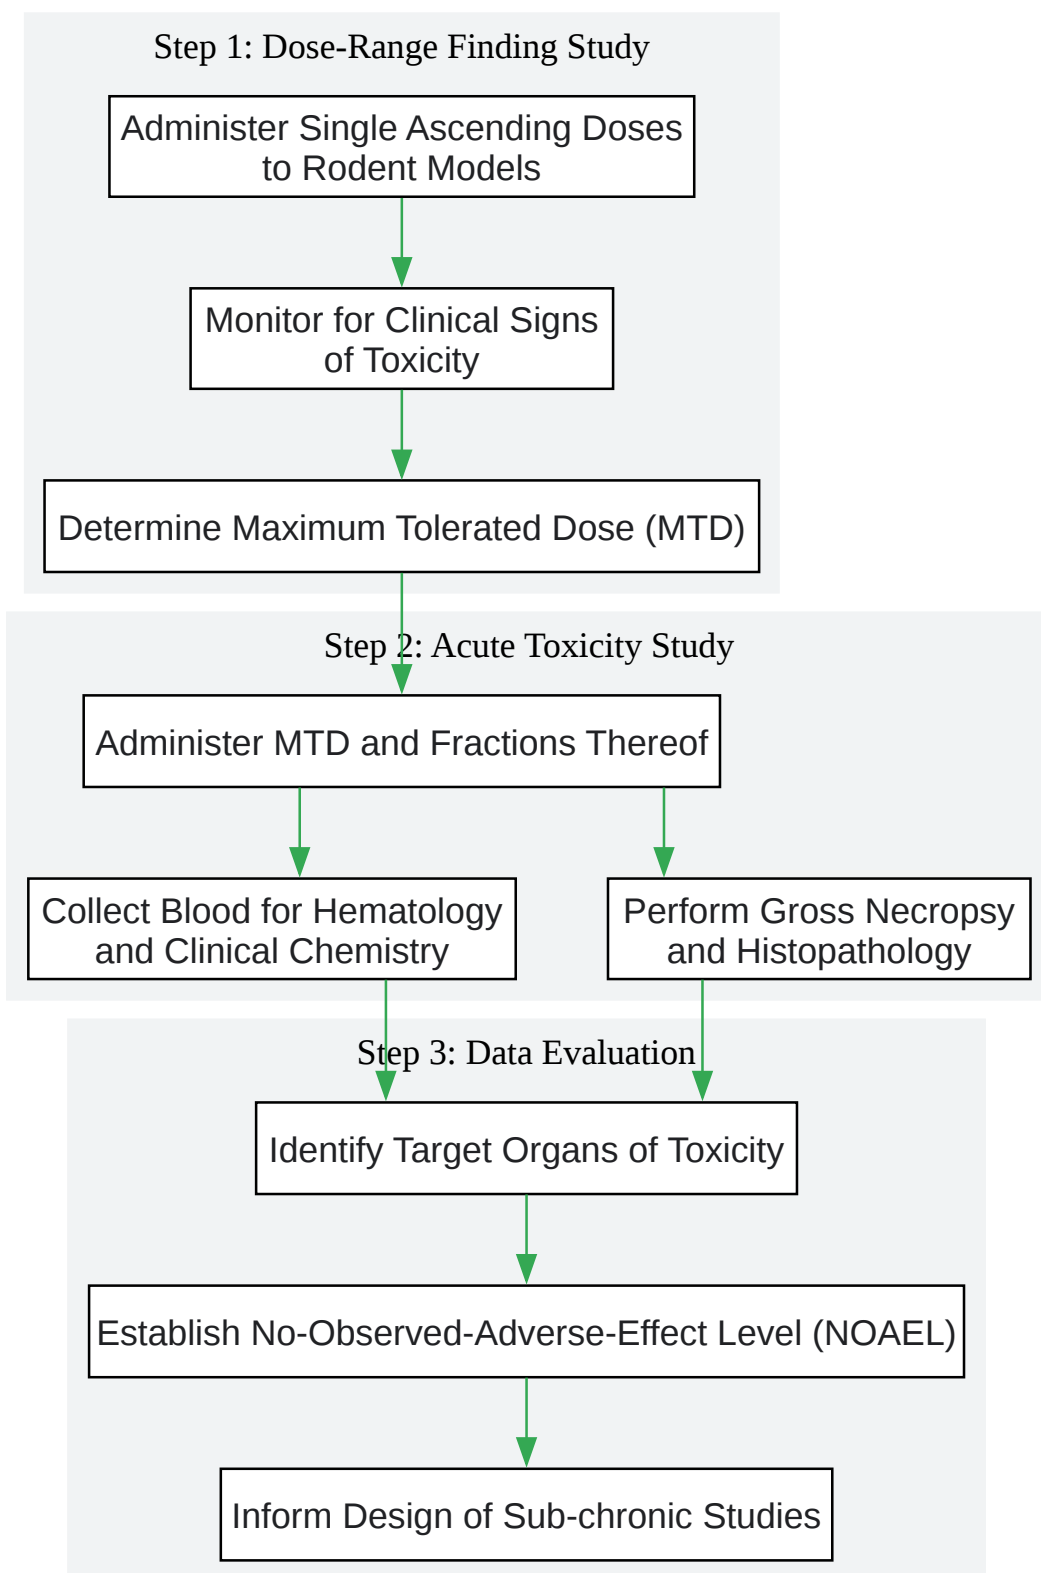 Step 1: Dose-Range Finding Study
Administer Single Ascending Doses
to Rodent Models
Monitor for Clinical Signs
of Toxicity
Determine Maximum Tolerated Dose (MTD)
Step 2: Acute Toxicity Study
Administer MTD and Fractions Thereof
Collect Blood for Hematology
and Clinical Chemistry
Perform Gross Necropsy
and Histopathology
Step 3: Data Evaluation
Identify Target Organs of Toxicity
Establish No-Observed-Adverse-Effect Level (NOAEL)
Inform Design of Sub-chronic Studies